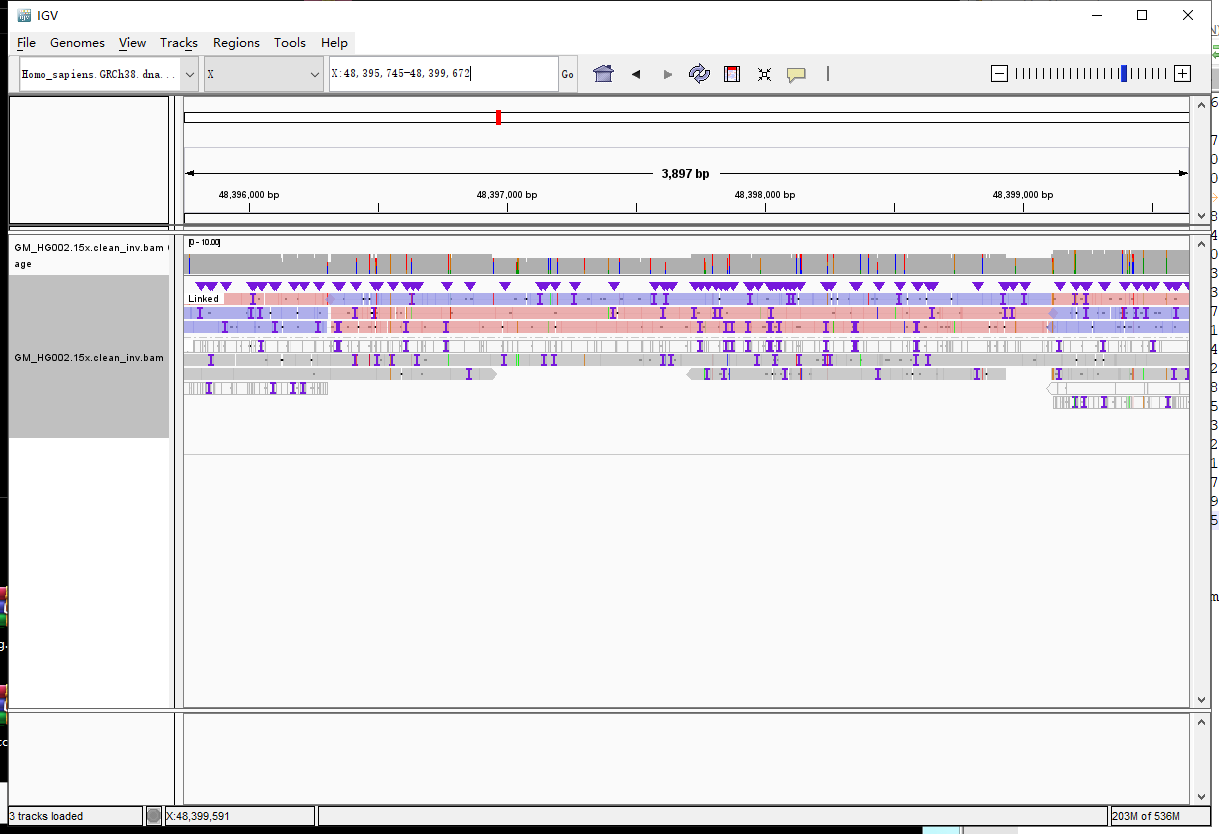 IGV
File Genomes View Tracks Regions Tools Help
Homo_sapiens.GRCh38.dna... X X:48,395,745-48,399,672 Go
3,897 bp
48,396,000 bp 48,397,000 bp 48,398,000 bp 48,399,000 bp
GM_HG002.15x.clean_inv.bam
age
[0 - 10.00]
Linked
GM_HG002.15x.clean_inv.bam
3 tracks loaded X:48,399,591 203M of 536M